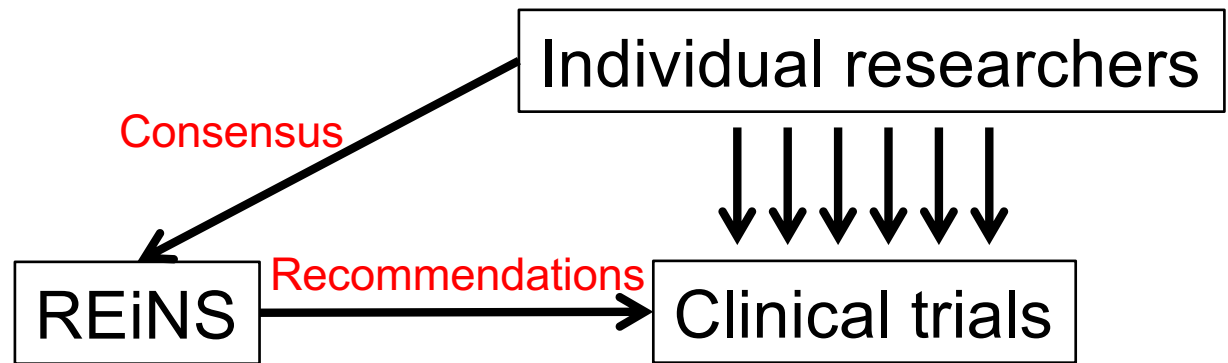 Individual researchers
Consensus
Recommendations
REiNS
Clinical trials